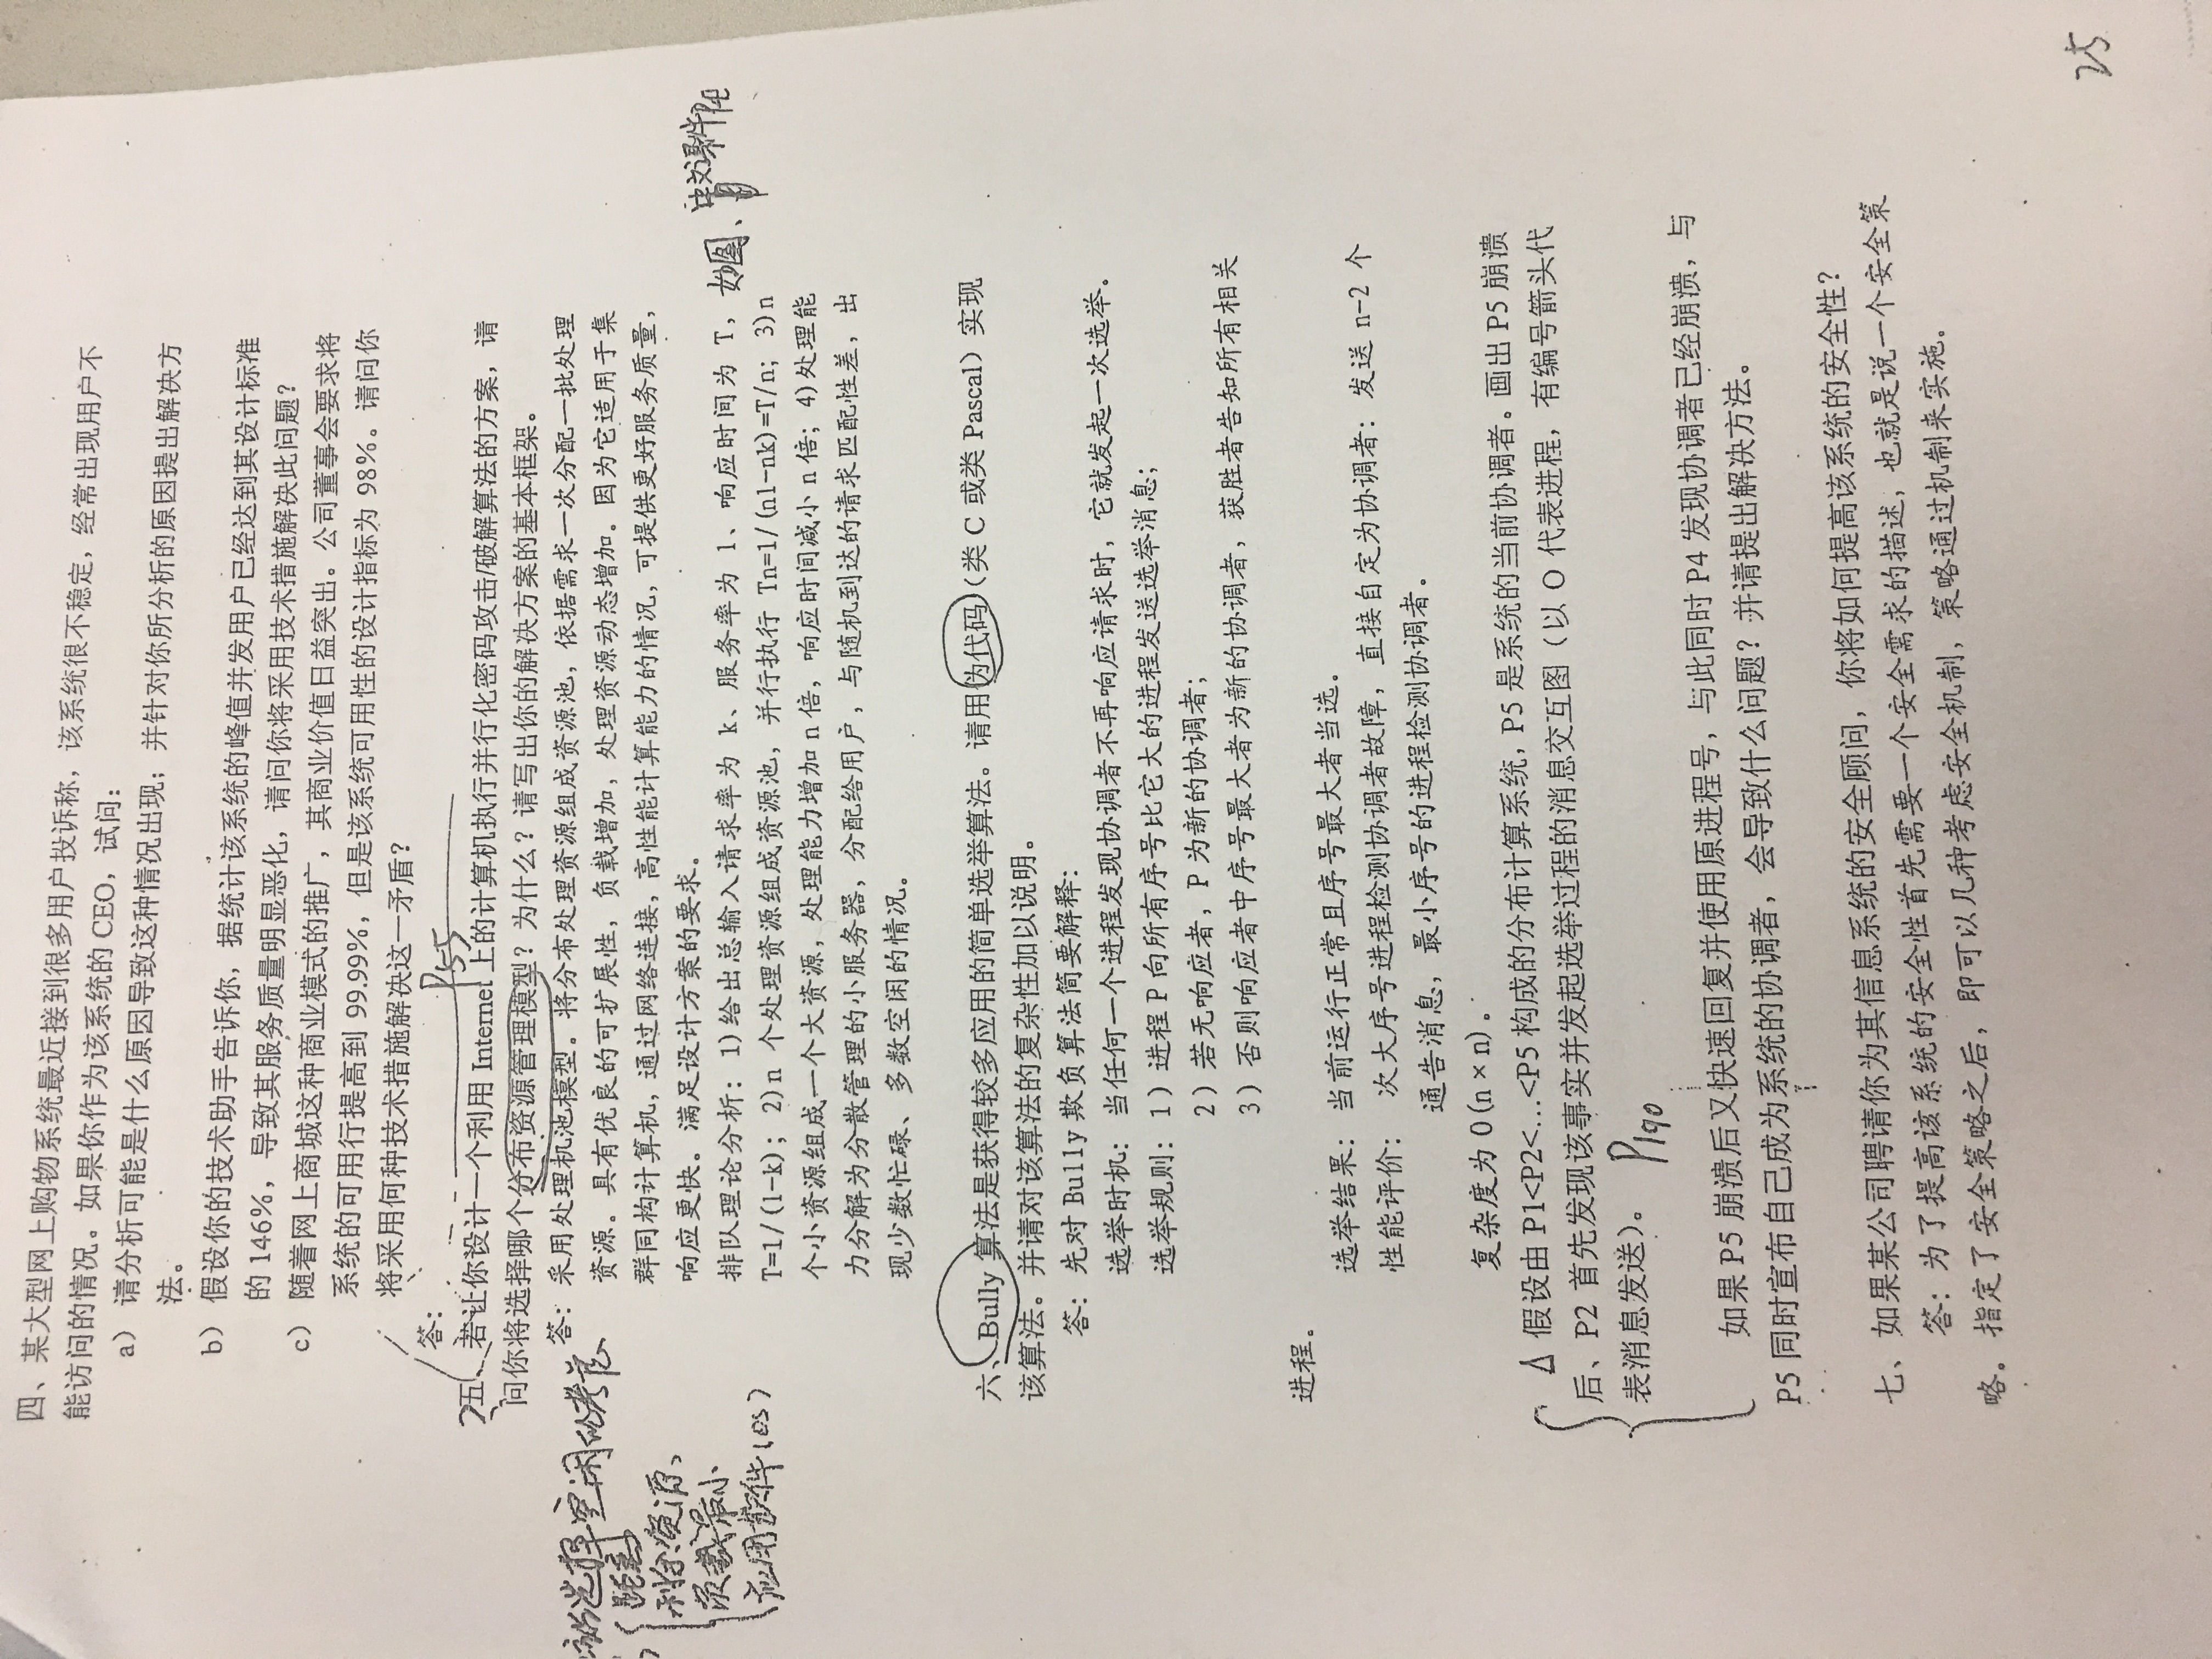 四、某大型网上购物系统最近接到很多用户投诉称，该系统很不稳定，经常出现用户不
能访问的情况。如果你作为该系统的 CEO，试问：
a） 请分析可能是什么原因导致这种情况出现；并针对你所分析的原因提出解决方
法。
b） 假设你的技术助手告诉你，据统计该系统的峰值并发用户已经达到其设计标准
的 146%，导致其服务质量明显恶化，请问你将采用技术措施解决此问题？
c） 随着网上商城这种商业模式的推广，其商业价值日益突出。公司董事会要求将
系统的可用行提高到 99.99%，但是该系统可用性的设计指标为 98%。请问你
将采用何种技术措施解决这一矛盾？
答：
P55
五、若让你设计一个利用 Internet 上的计算机执行并行化密码攻击/破解算法的方案，请
问你将选择哪个分布资源管理模型？为什么？请写出你的解决方案的基本框架。
选择空闲机考虑
距离
剩余资源、
负载最小
应用软件(os)
答： 采用处理机池模型。将分布处理资源组成资源池，依据需求一次分配一批处理
资源。具有优良的可扩展性，负载增加，处理资源动态增加。因为它适用于集
群同构计算机，通过网络连接，高性能计算能力的情况，可提供更好服务质量，
响应更快。满足设计方案的要求。
排队理论分析：1)给出总输入请求率为 k、服务率为 l、响应时间为 T，
如图、中文课件
T=1/(l-k)；2)n 个处理资源组成资源池，并行执行 Tn=1/(nl-nk)=T/n；3)n
个小资源组成一个大资源，处理能力增加 n 倍，响应时间减小 n 倍；4)处理能
力分解为分散管理的小服务器，分配给用户，与随机到达的请求匹配性差，出
现少数忙碌、多数空闲的情况。
六、Bully 算法是获得较多应用的简单选举算法。请用伪代码（类 C 或类 Pascal）实现
该算法。并请对该算法的复杂性加以说明。
答：先对 Bully 欺负算法简要解释：
选举时机：当任何一个进程发现协调者不再响应请求时，它就发起一次选举。
选举规则：1）进程 P 向所有序号比它大的进程发送选举消息；
2）若无响应者，P 为新的协调者；
3）否则响应者中序号最大者为新的协调者，获胜者告知所有相关
进程。
选举结果：当前运行正常且序号最大者当选。
性能评价： 次大序号进程检测协调者故障，直接自定为协调者：发送 n-2 个
通告消息，最小序号的进程检测协调者。
复杂度为 O(n×n)。
Δ 假设由 P1<P2<…<P5 构成的分布计算系统，P5 是系统的当前协调者。画出 P5 崩溃
后、P2 首先发现该事实并发起选举过程的消息交互图（以 O 代表进程，有编号箭头代
表消息发送）。 P190
如果 P5 崩溃后又快速回复并使用原进程号，与此同时 P4 发现协调者已经崩溃，与
P5 同时宣布自己成为系统的协调者，会导致什么问题？并请提出解决方法。
七、如果某公司聘请你为其信息系统的安全顾问，你将如何提高该系统的安全性？
答：为了提高该系统的安全性首先需要一个安全需求的描述，也就是说一个安全策
略。指定了安全策略之后，即可以几种考虑安全机制，策略通过机制来实施。
25